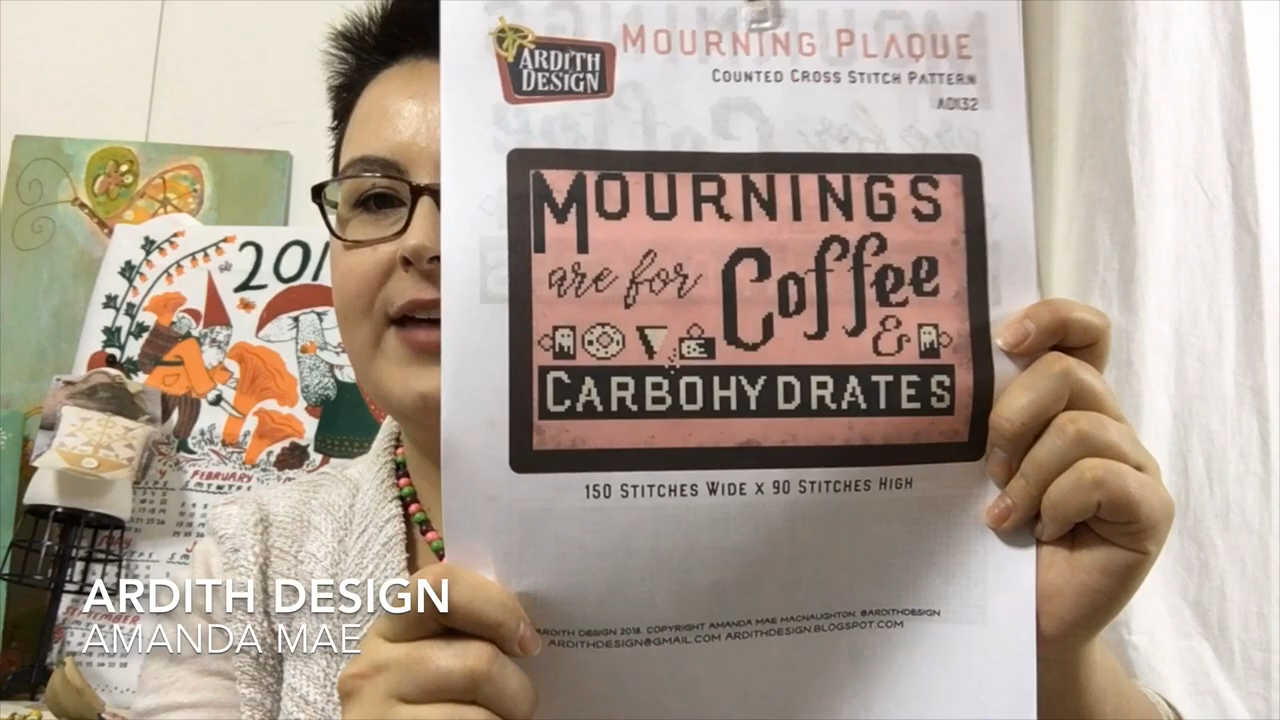 ARDITH
DESIGN
MOURNING PLAQUE
COUNTED CROSS STITCH PATTERN
AD132
MOURNINGS
are for Coffee
&
CARBOHYDRATES
150 STITCHES WIDE X 90 STITCHES HIGH
ARDITH DESIGN 2018. COPYRIGHT AMANDA MAE MACNAUGHTON. @ARDITHDESIGN
ARDITHDESIGN@GMAIL.COM ARDITHDESIGN.BLOGSPOT.COM
201
FEBRUARY
SMTWTFS
ARDITH DESIGN
AMANDA MAE